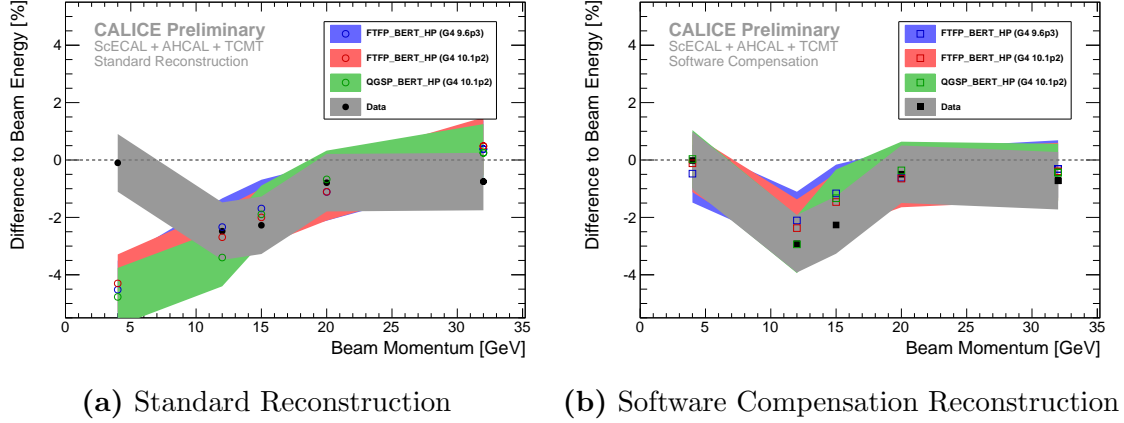 Difference to Beam Energy [%]
4
2
0
-2
-4
0 5 10 15 20 25 30 35
Beam Momentum [GeV]
CALICE Preliminary
ScECAL + AHCAL + TCMT
Standard Reconstruction
FTFP_BERT_HP (G4 9.6p3)
FTFP_BERT_HP (G4 10.1p2)
QGSP_BERT_HP (G4 10.1p2)
Data
(a) Standard Reconstruction
Difference to Beam Energy [%]
4
2
0
-2
-4
0 5 10 15 20 25 30 35
Beam Momentum [GeV]
CALICE Preliminary
ScECAL + AHCAL + TCMT
Software Compensation
FTFP_BERT_HP (G4 9.6p3)
FTFP_BERT_HP (G4 10.1p2)
QGSP_BERT_HP (G4 10.1p2)
Data
(b) Software Compensation Reconstruction